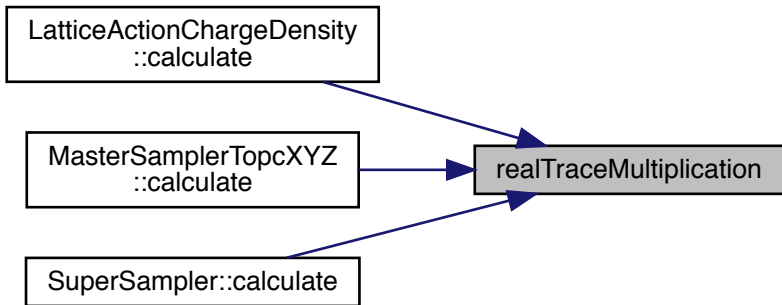 LatticeActionChargeDensity
::calculate
MasterSamplerTopcXYZ
::calculate
realTraceMultiplication
SuperSampler::calculate